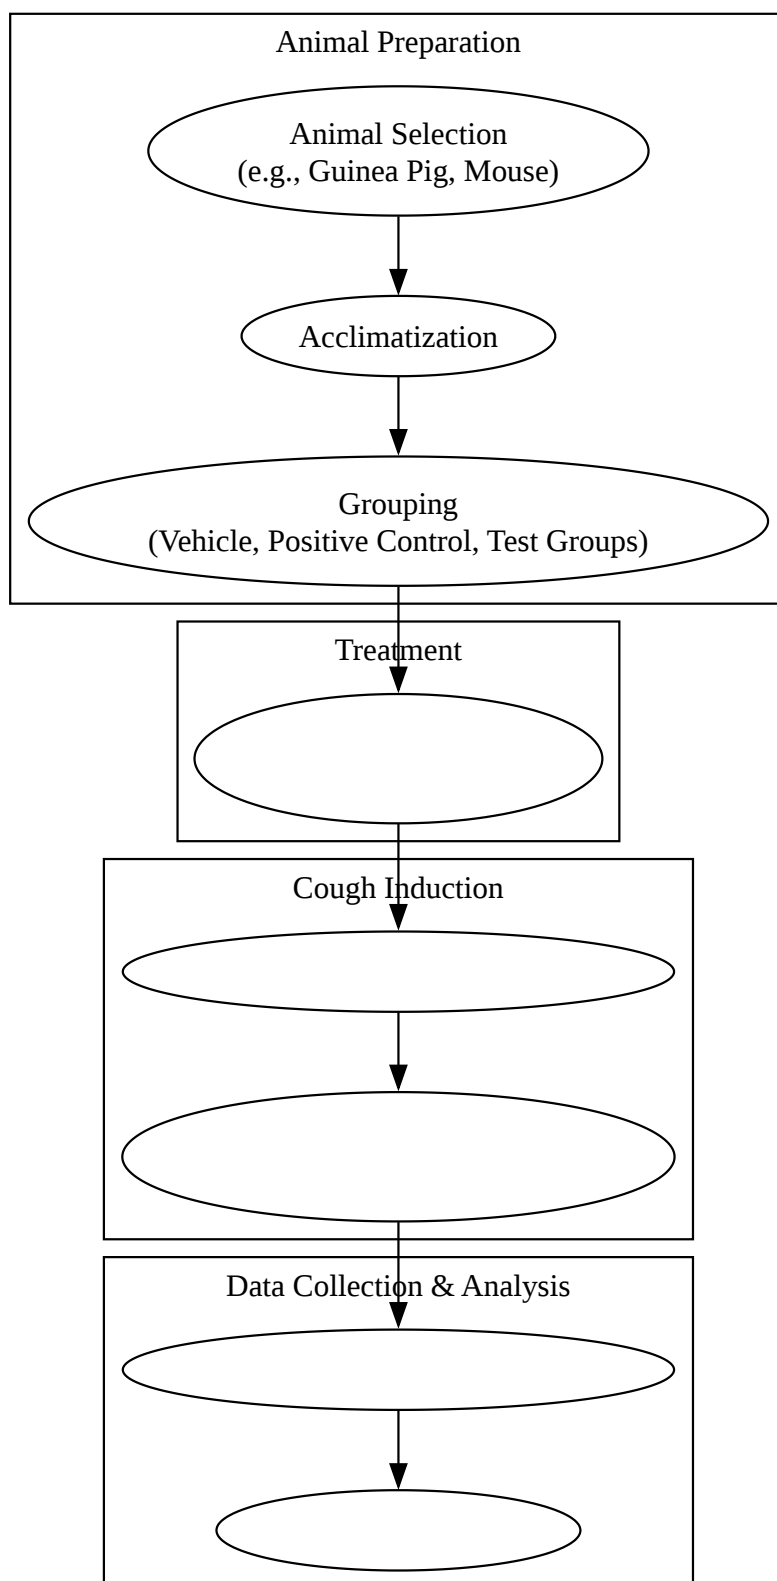 Animal Preparation
Animal Selection
(e.g., Guinea Pig, Mouse)
Acclimatization
Grouping
(Vehicle, Positive Control, Test Groups)
Treatment
Cough Induction
Data Collection & Analysis